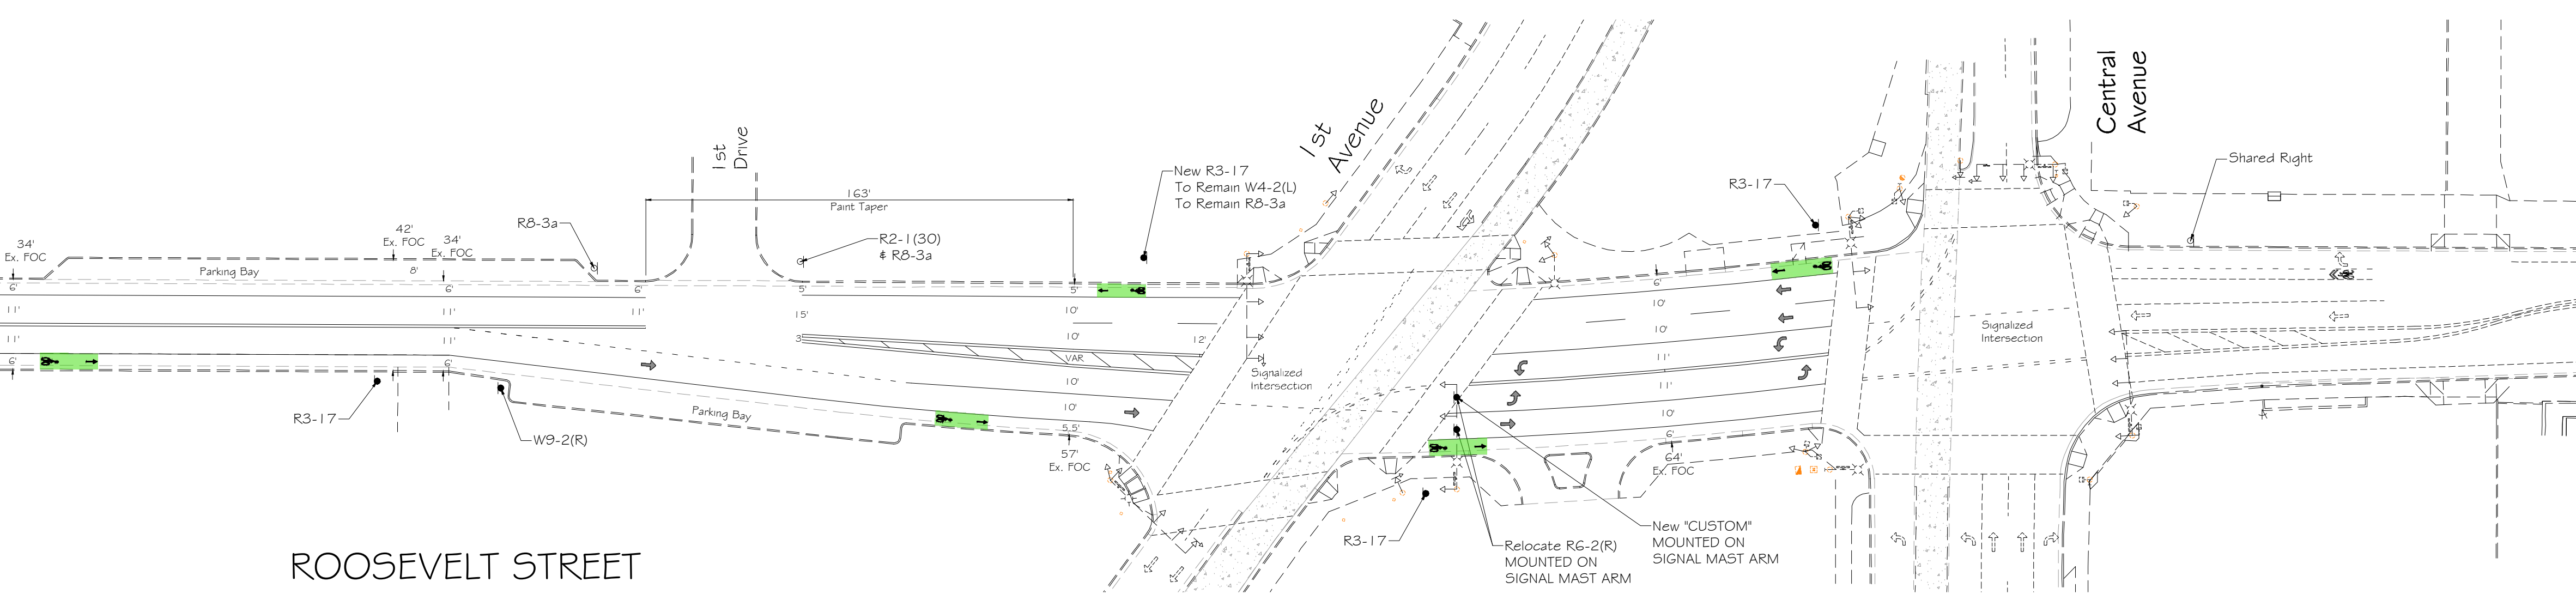 ROOSEVELT STREET
1st
Drive
1st
Avenue
Central
Avenue
34'
Ex. FOC
42'
Ex. FOC
34'
Ex. FOC
8'
Parking Bay
R8-3a
163'
Paint Taper
R2-1(30)
& R8-3a
New R3-17
To Remain W4-2(L)
To Remain R8-3a
R3-17
Shared Right
6'
11'
11'
6'
6'
11'
11'
6'
6'
11'
5'
15'
3'
5'
10'
10'
12'
VAR
10'
10'
5.5'
57'
Ex. FOC
Parking Bay
R3-17
W9-2(R)
Signalized
Intersection
6'
10'
10'
11'
11'
10'
6'
64'
Ex. FOC
Signalized
Intersection
R3-17
Relocate R6-2(R)
MOUNTED ON
SIGNAL MAST ARM
New "CUSTOM"
MOUNTED ON
SIGNAL MAST ARM